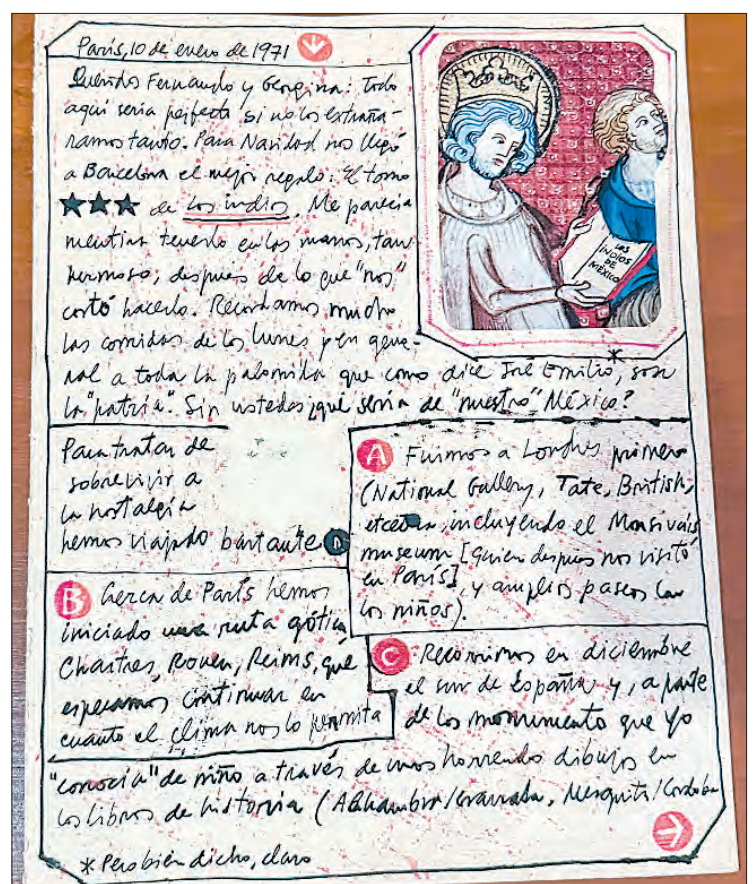 París, 10 de enero de 1971
Queridos Fernando y Georgina: Todo
aquí sería perfecto si no los extrañá-
ramos tanto. Para Navidad nos llegó
a Barcelona el mejor regalo: El tomo
★★★ de Los indios. Me parecía
mentira tenerlo en las manos, tan
hermoso, después de lo que "nos"
costó hacerlo. Recordamos mucho
las comidas de los lunes y en gene-
ral a toda la palomilla que como dice José Emilio,* son
la "patria". Sin ustedes ¿qué sería de "nuestro" México?
LOS
INDIOS
DE
MÉXICO
Para tratar de
sobrevivir a
la nostalgia
hemos viajado bastante
A Fuimos a Londres primero
(National Gallery, Tate, British,
etcétera, incluyendo el Monsiváis
museum [quien después nos visitó
en París], y amplios paseos con
los niños).
B Cerca de París hemos
iniciado una ruta gótica
Chartres, Rouen, Reims, que
esperamos continuar en
cuanto el clima nos lo permita
C Recorrimos en diciembre
el sur de España y, aparte
de los monumento que yo
"conocía" de niño a través de unos horrendo dibujos en
los libros de historia (Alhambra/Granada, Mezquita/Cordoba
* Pero bien dicho, claro